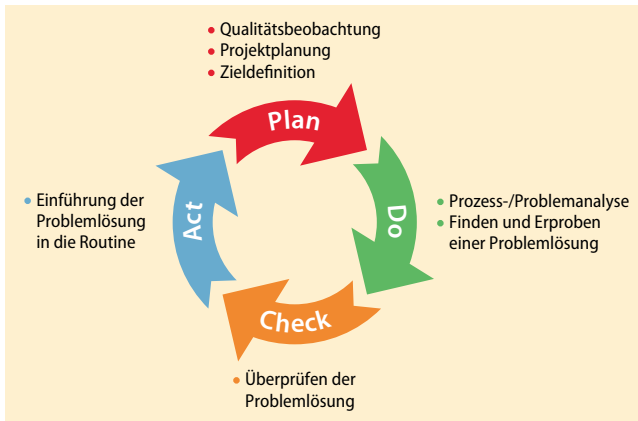 • Qualitätsbeobachtung
• Projektplanung
• Zieldefinition
Plan
Do
• Prozess-/Problemanalyse
• Finden und Erproben
einer Problemlösung
Check
• Überprüfen der
Problemlösung
Act
• Einführung der
Problemlösung
in die Routine